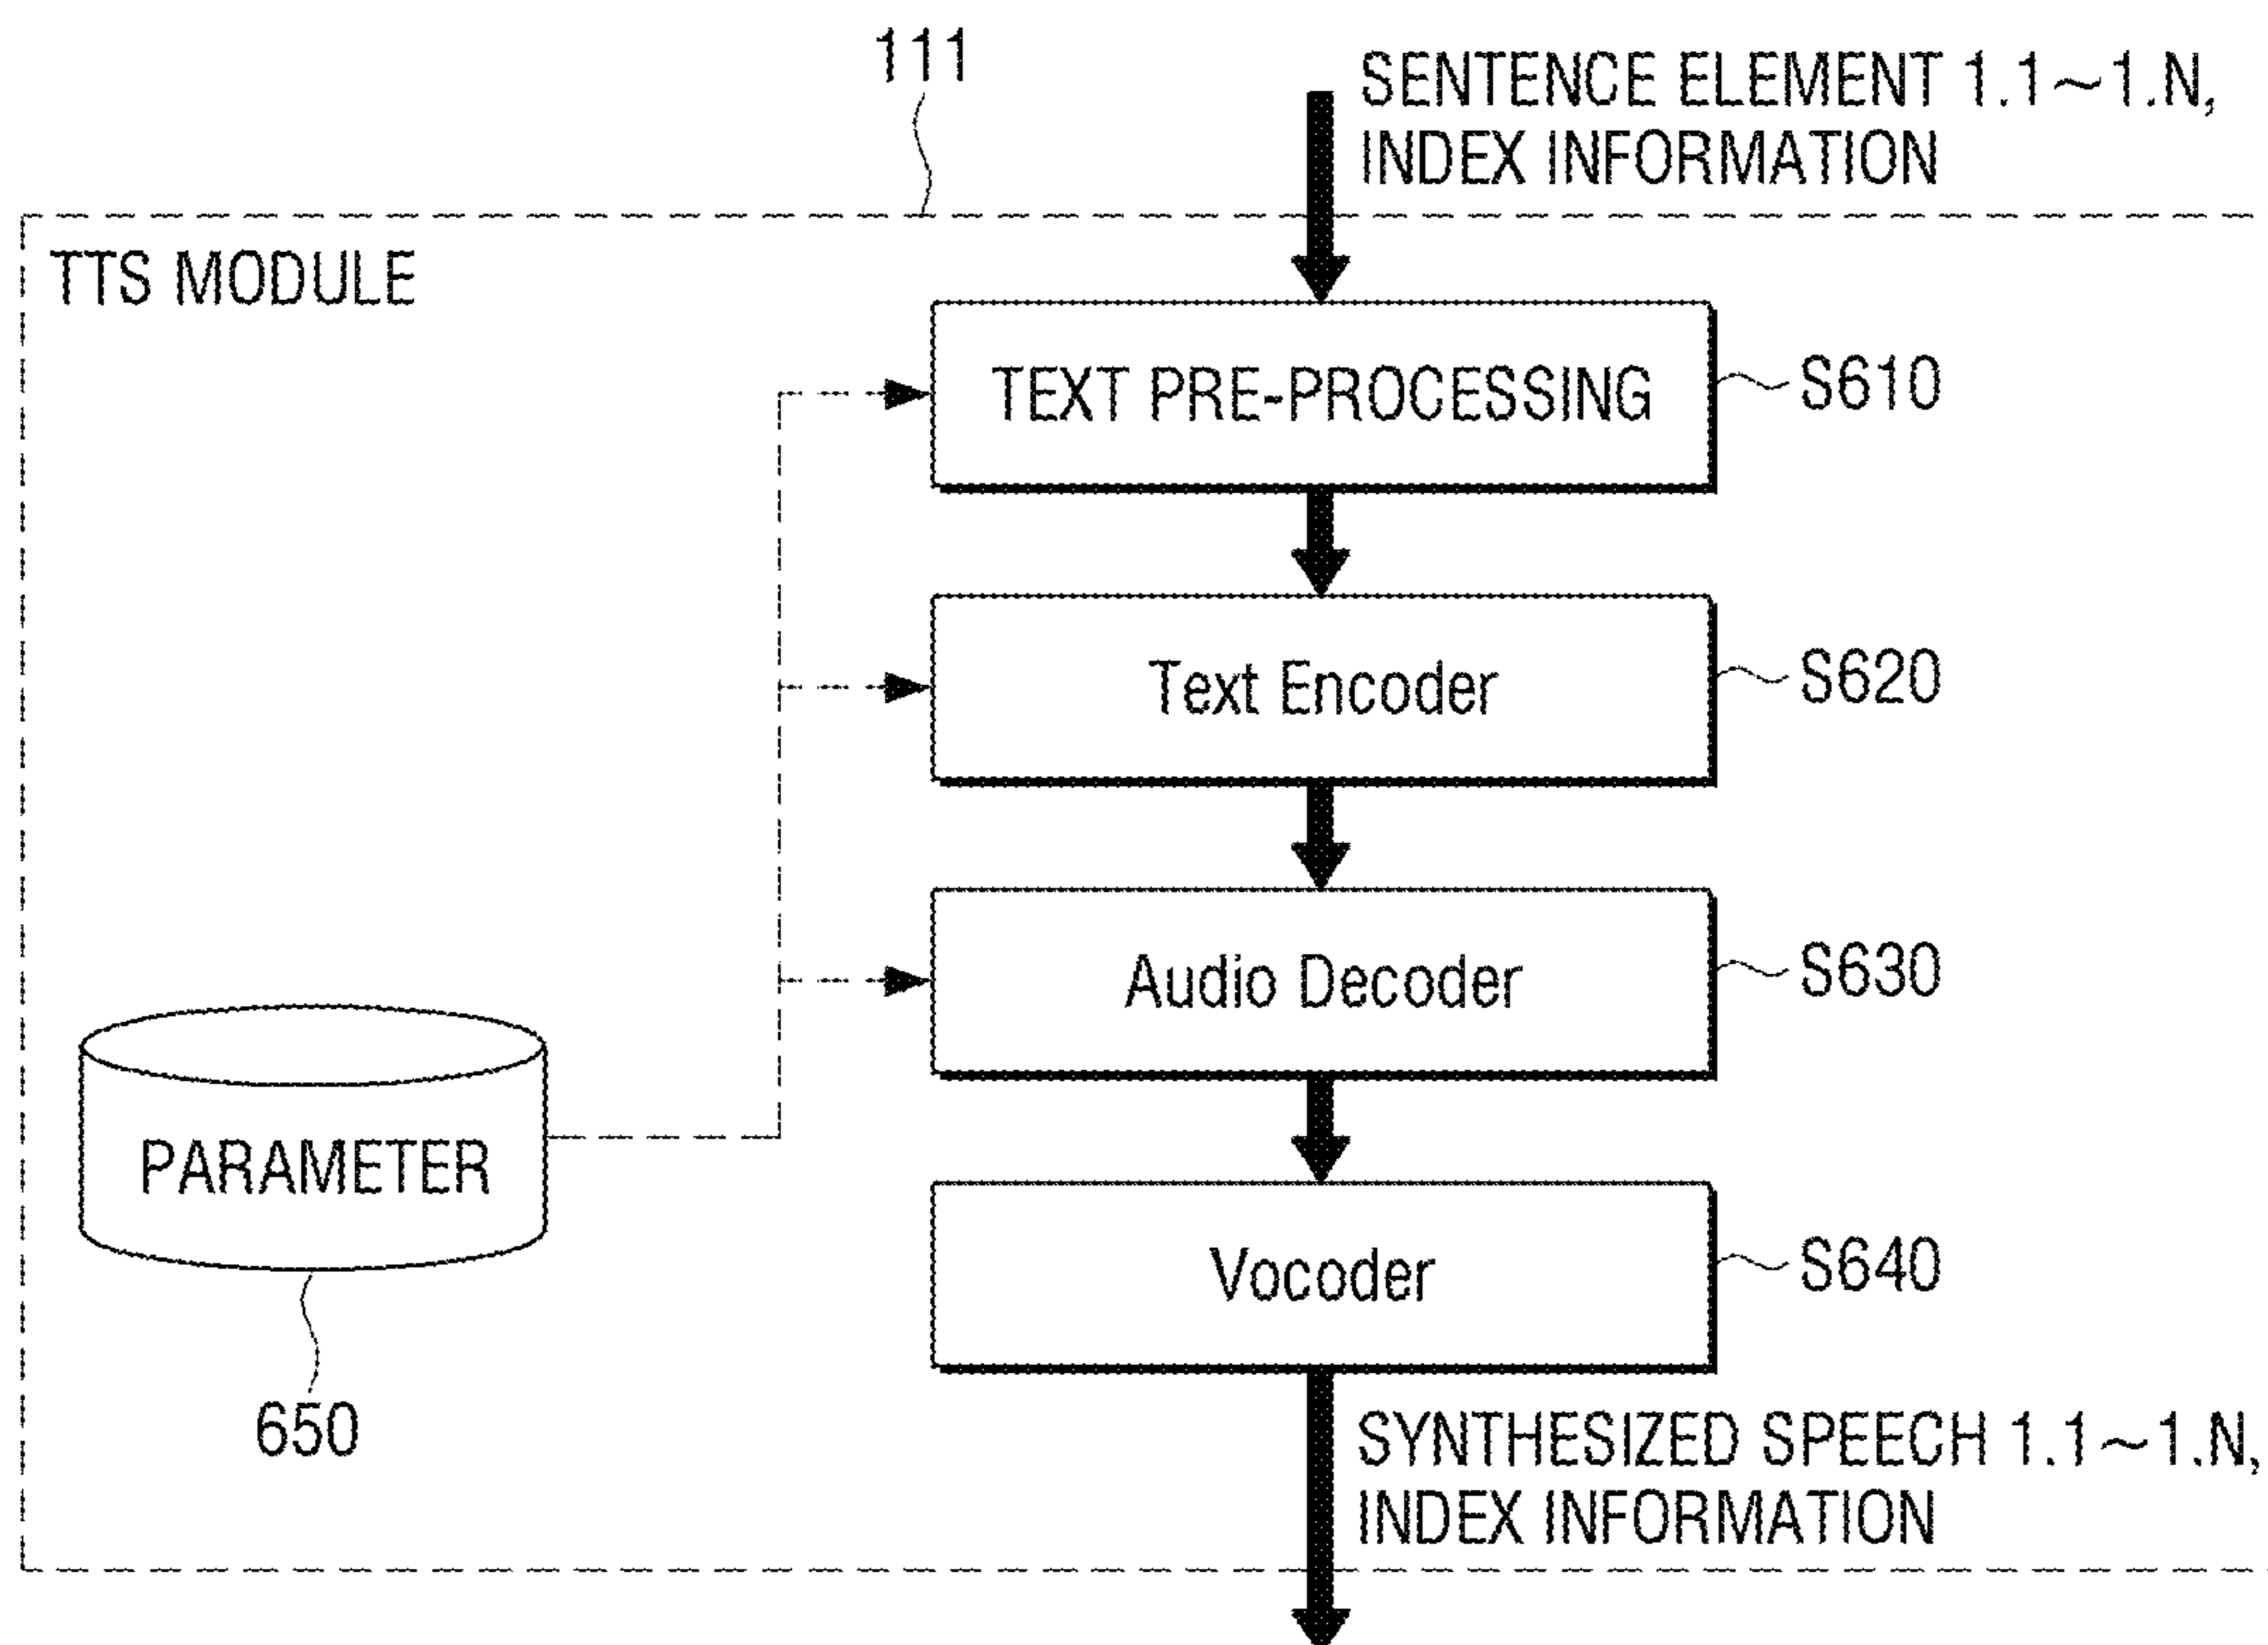 111
SENTENCE ELEMENT 1.1~1.N,
INDEX INFORMATION
TTS MODULE
TEXT PRE-PROCESSING
S610
Text Encoder
S620
Audio Decoder
S630
PARAMETER
650
Vocoder
S640
SYNTHESIZED SPEECH 1.1~1.N,
INDEX INFORMATION